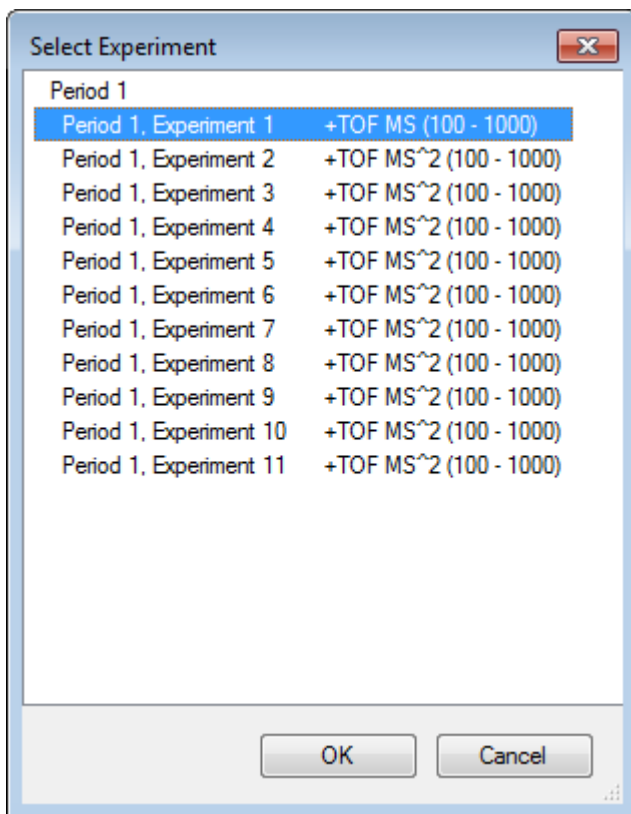 Select Experiment
Period 1
Period 1, Experiment 1 +TOF MS (100 - 1000)
Period 1, Experiment 2 +TOF MS^2 (100 - 1000)
Period 1, Experiment 3 +TOF MS^2 (100 - 1000)
Period 1, Experiment 4 +TOF MS^2 (100 - 1000)
Period 1, Experiment 5 +TOF MS^2 (100 - 1000)
Period 1, Experiment 6 +TOF MS^2 (100 - 1000)
Period 1, Experiment 7 +TOF MS^2 (100 - 1000)
Period 1, Experiment 8 +TOF MS^2 (100 - 1000)
Period 1, Experiment 9 +TOF MS^2 (100 - 1000)
Period 1, Experiment 10 +TOF MS^2 (100 - 1000)
Period 1, Experiment 11 +TOF MS^2 (100 - 1000)
OK Cancel